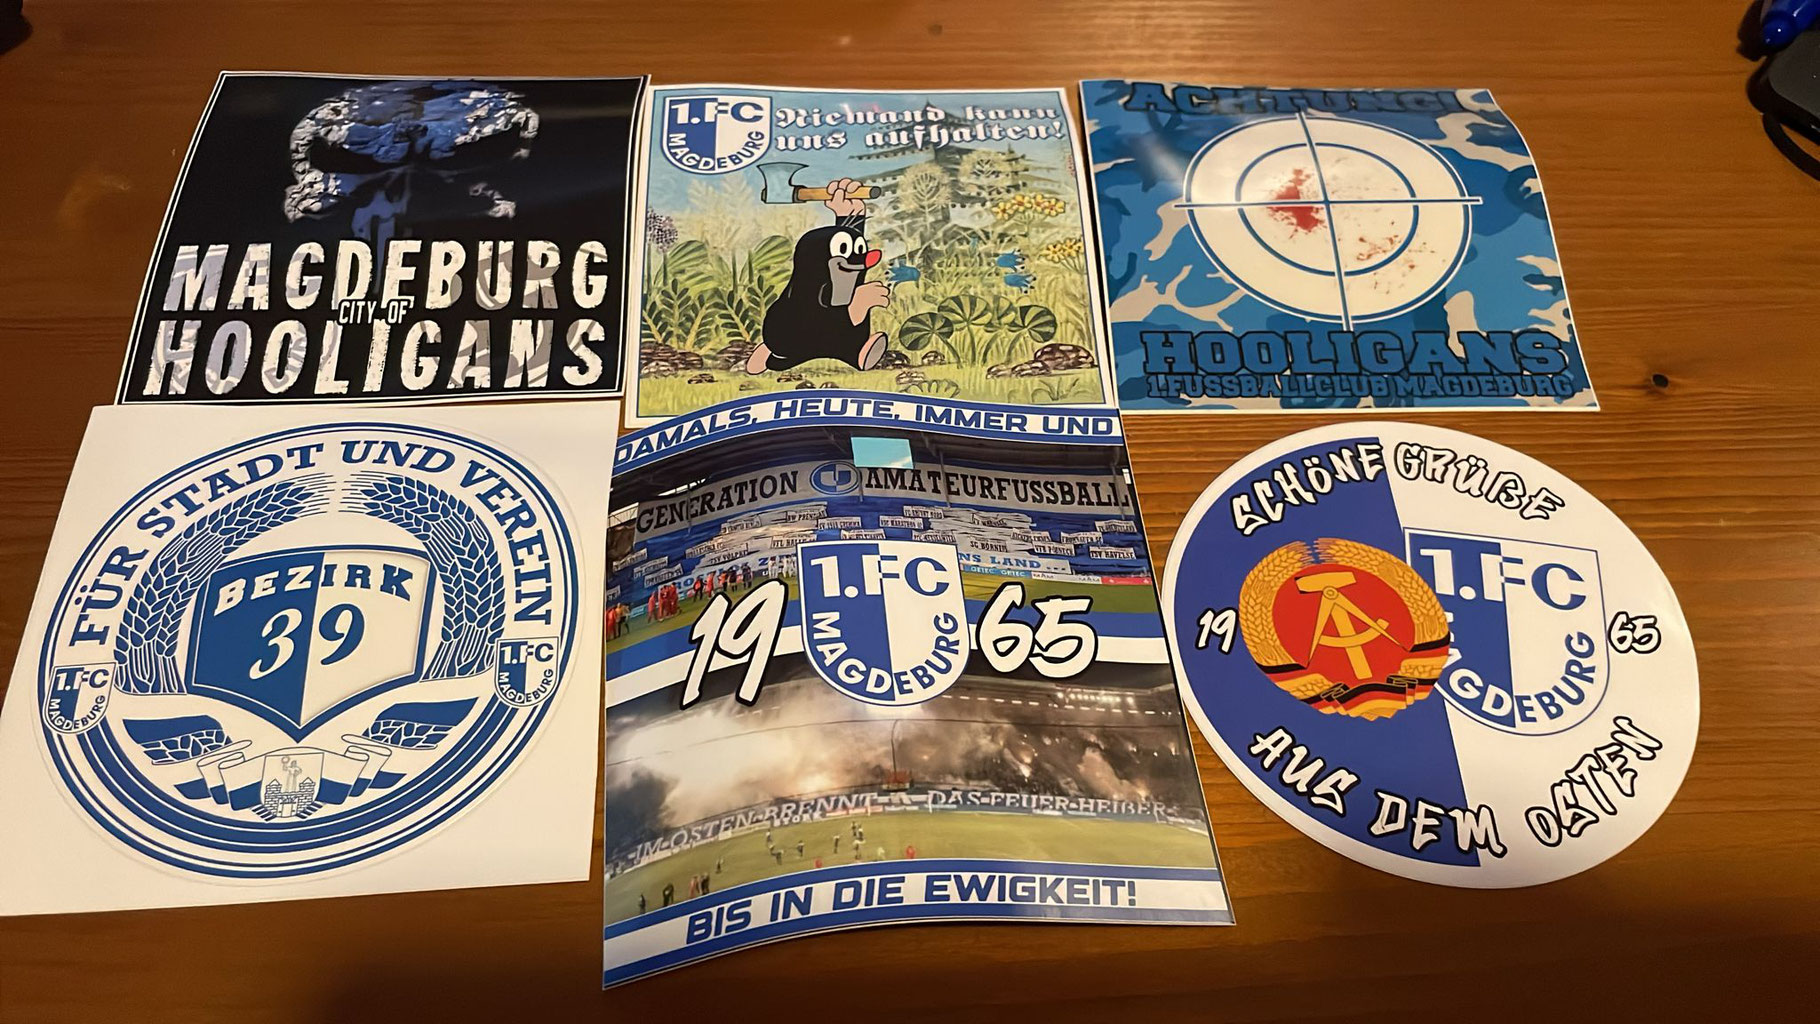 MAGDEBURG
CITY OF
HOOLIGANS
1.FC
MAGDEBURG
Niemand kann
uns aufhalten!
ACHTUNG!
HOOLIGANS
1.FUSSBALLCLUB MAGDEBURG
FÜR STADT UND VEREIN
BEZIRK
39
1.FC
MAGDEBURG
1.FC
MAGDEBURG
DAMALS, HEUTE, IMMER UND
GENERATION AMATEURFUSSBALL
19 65
1.FC
MAGDEBURG
IM OSTEN BRENNT DAS FEUER HEIßER
BIS IN DIE EWIGKEIT!
SCHÖNE GRÜßE
19 65
1.FC
GDEBURG
AUS DEM OSTEN